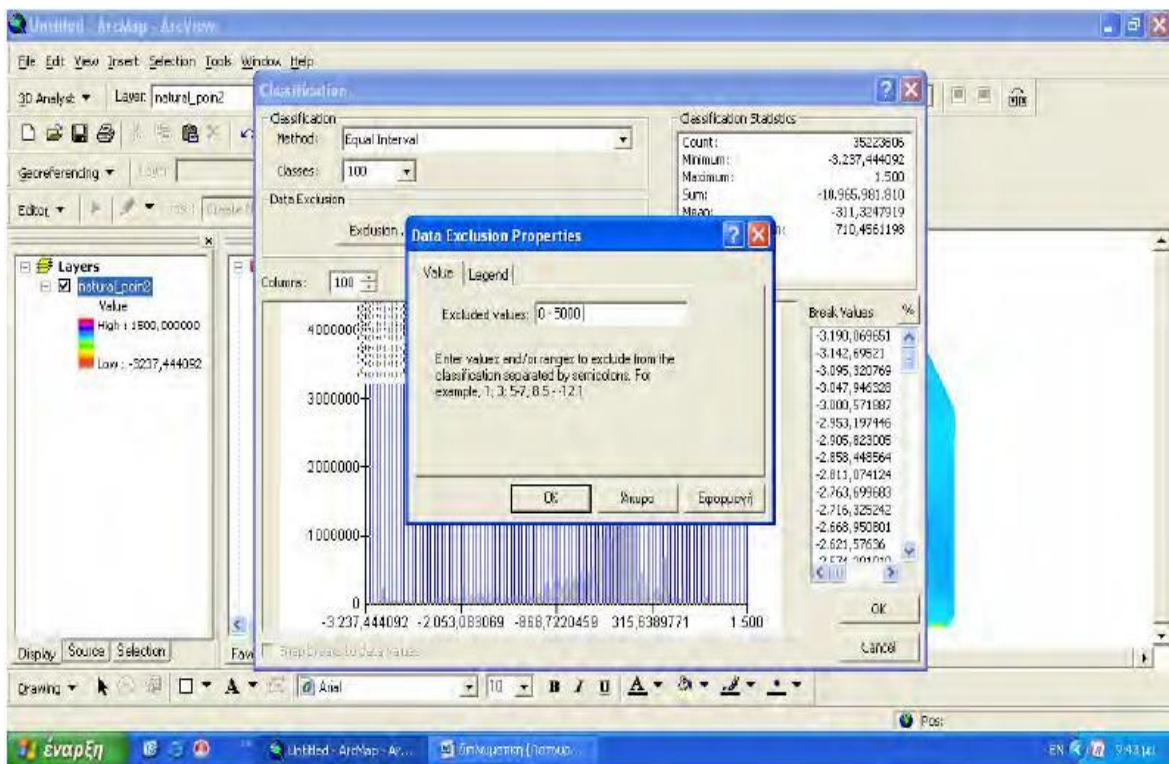 Untitled - ArcMap - ArcView
File Edit View Insert Selection Tools Window Help
3D Analyst Layer: natural_poin2
Georeferencing
Editor
Layers
natural_poin2
Value
High : 1500,000000
Low : -3237,444092
Display Source Selection
Classification
Classification
Method: Equal Interval
Classes: 100
Data Exclusion
Exclusion
Columns: 100
4000000
3000000
2000000
1000000
0
-3 237,444092 -2 053,083069 -868,7220459 315,6389771 1 500
Snap breaks to data values
Classification Statistics
Count: 35223606
Minimum: -3.237,444092
Maximum: 1.500
Sum: -10.965.981.810
Mean: -311,3247919
710,4561198
Break Values %
-3.190,069651
-3.142,69521
-3.095,320769
-3.047,946328
-3.000,571887
-2.953,197446
-2.905,823005
-2.858,448564
-2.811,074124
-2.763,699683
-2.716,325242
-2.668,950801
-2.621,57636
OK
Cancel
Data Exclusion Properties
Value Legend
Excluded values: 0 - 5000
Enter values and/or ranges to exclude from the
classification separated by semicolons. For
example, 1; 3; 5-7; 8.5 - 12.1
OK Άκυρο Εφαρμογή
Drawing Arial 10 B I U A
Pos:
έναρξη Untitled - ArcMap - Ar... EN 9:43 μμ